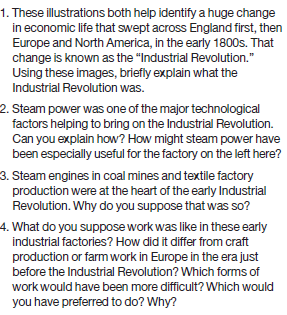 1. These illustrations both help identify a huge change
in economic life that swept across England first, then
Europe and North America, in the early 1800s. That
change is known as the “Industrial Revolution.”
Using these images, briefly explain what the
Industrial Revolution was.
2. Steam power was one of the major technological
factors helping to bring on the Industrial Revolution.
Can you explain how? How might steam power have
been especially useful for the factory on the left here?
3. Steam engines in coal mines and textile factory
production were at the heart of the early Industrial
Revolution. Why do you suppose that was so?
4. What do you suppose work was like in these early
industrial factories? How did it differ from craft
production or farm work in Europe in the era just
before the Industrial Revolution? Which forms of
work would have been more difficult? Which would
you have preferred to do? Why?